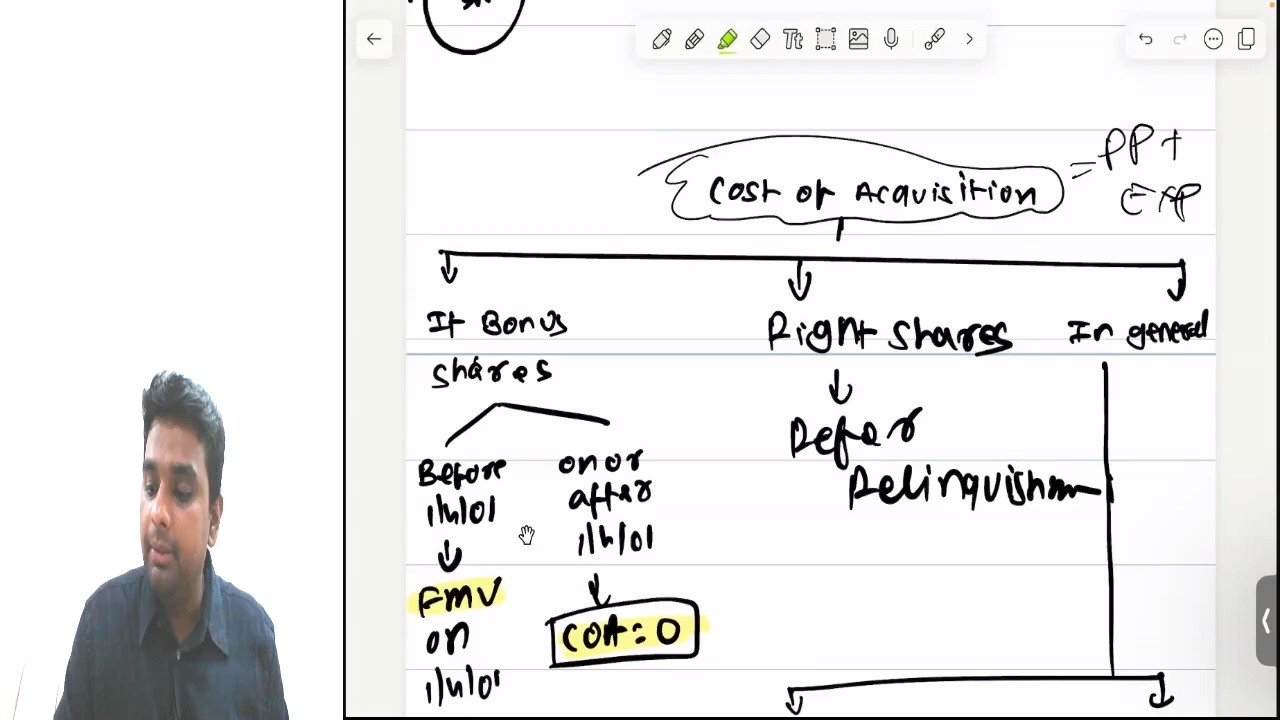 Tt
= PP +
EXP
Cost of Acquisition
If Bonus
shares
Right shares
In general
Before
1/4/01
on or
after
1/4/01
Refer
FMV
on
1/4/01
COA = 0